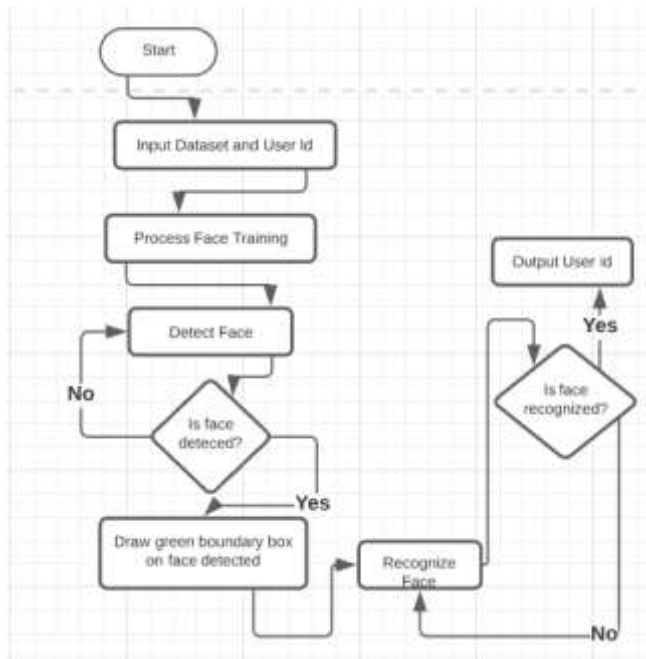 Start
Input Dataset and User Id
Process Face Training
Detect Face
No
Is face
deteced?
Yes
Draw green boundary box
on face detected
Recognize
Face
Output User id
Yes
Is face
recognized?
No